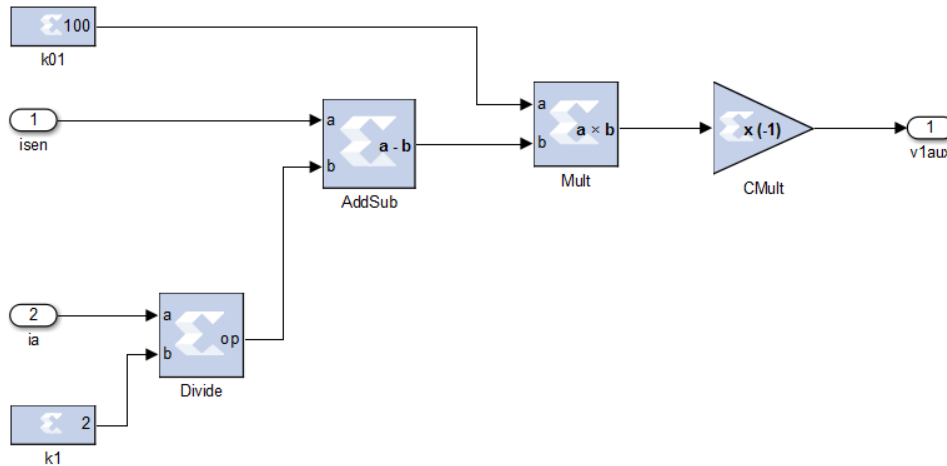 100
k01
1
isen
a
b
a - b
AddSub
a
b
a × b
Mult
x (-1)
CMult
1
v1aux
2
ia
a
b
op
Divide
2
k1